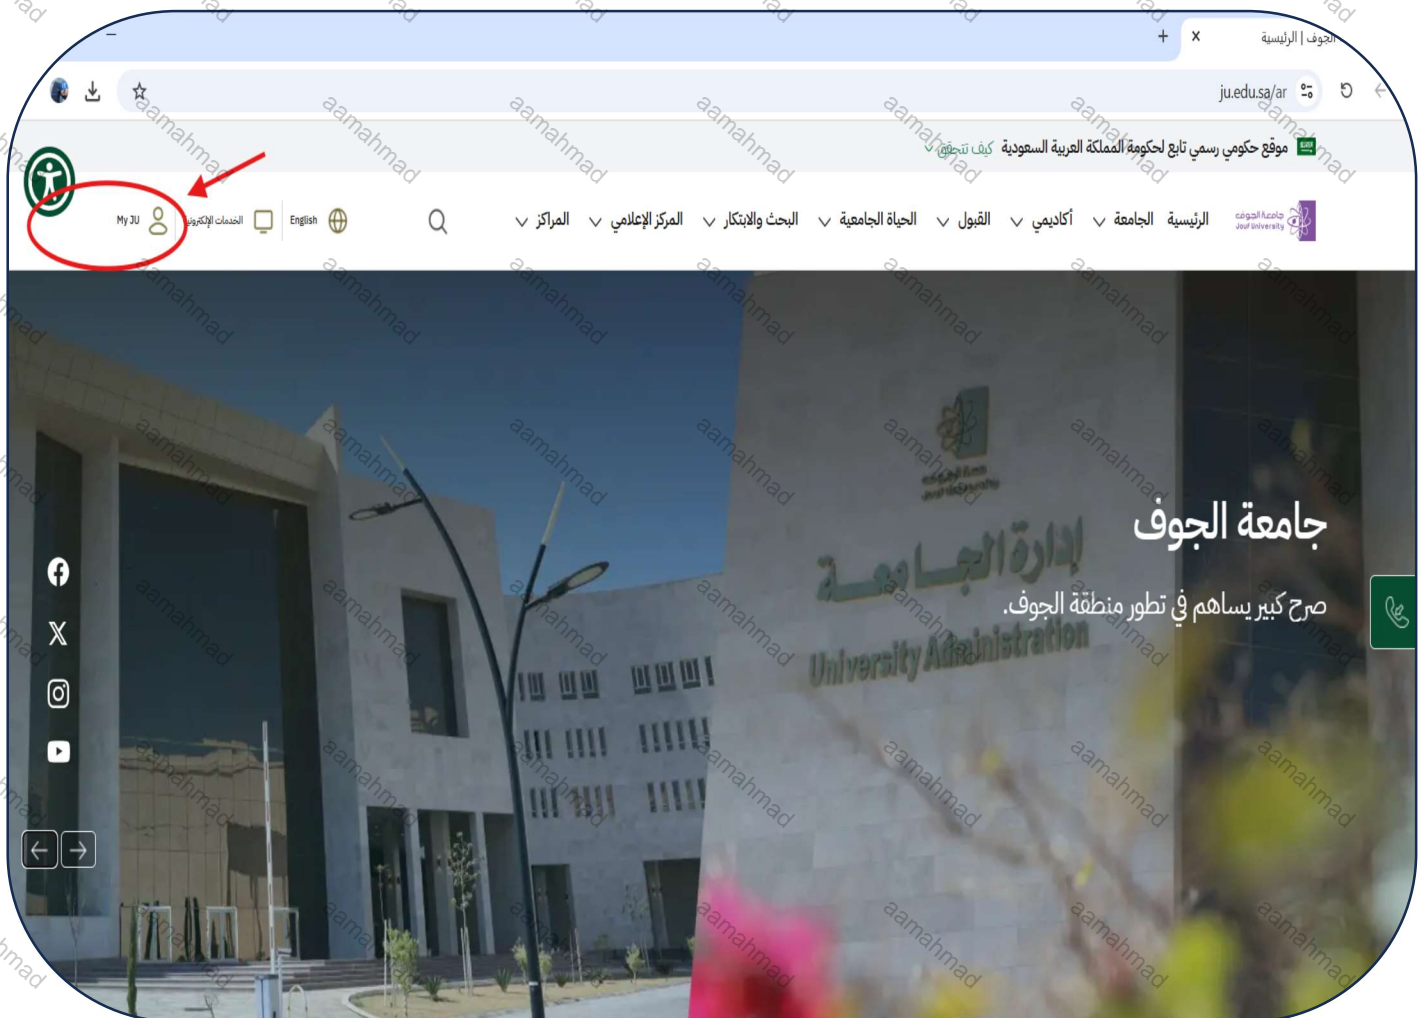 الجوف | الرئيسية
ju.edu.sa/ar
موقع حكومي رسمي تابع لحكومة المملكة العربية السعودية كيف تتحقق
جامعة الجوف
Jouf University
الرئيسية الجامعة أكاديمي القبول الحياة الجامعية البحث والابتكار المركز الإعلامي المراكز
English
الخدمات الإلكترونية
My JU
إدارة الجامعة
University Administration
جامعة الجوف
صرح كبير يساهم في تطور منطقة الجوف.
aamahmad